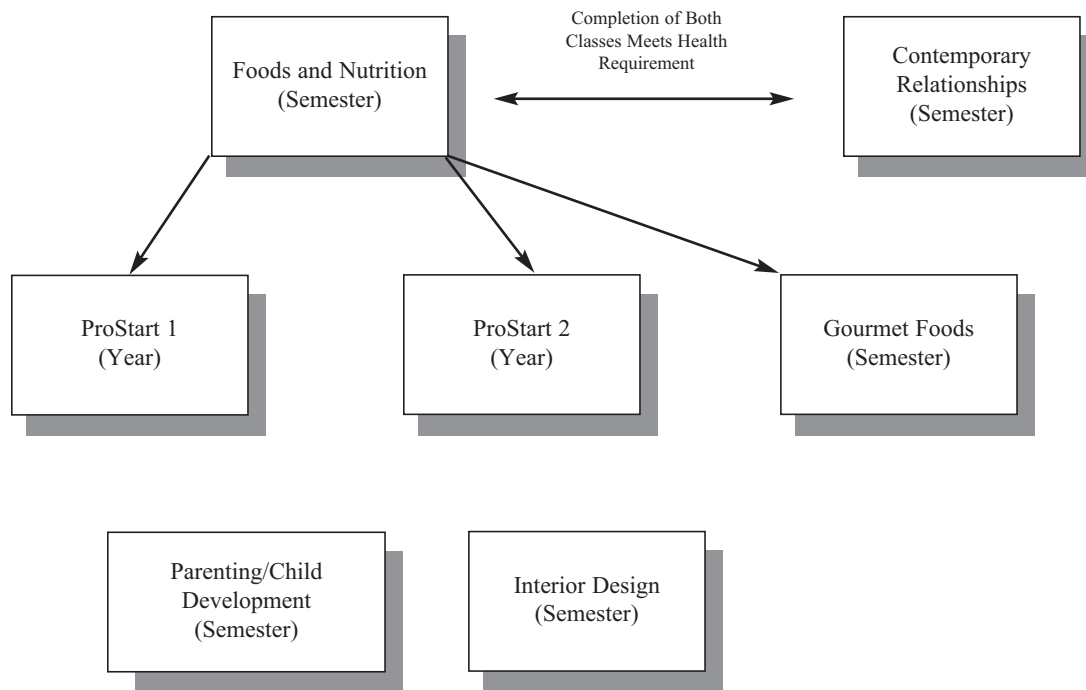 Foods and Nutrition
(Semester)
Completion of Both
Classes Meets Health
Requirement
Contemporary
Relationships
(Semester)
ProStart 1
(Year)
ProStart 2
(Year)
Gourmet Foods
(Semester)
Parenting/Child
Development
(Semester)
Interior Design
(Semester)